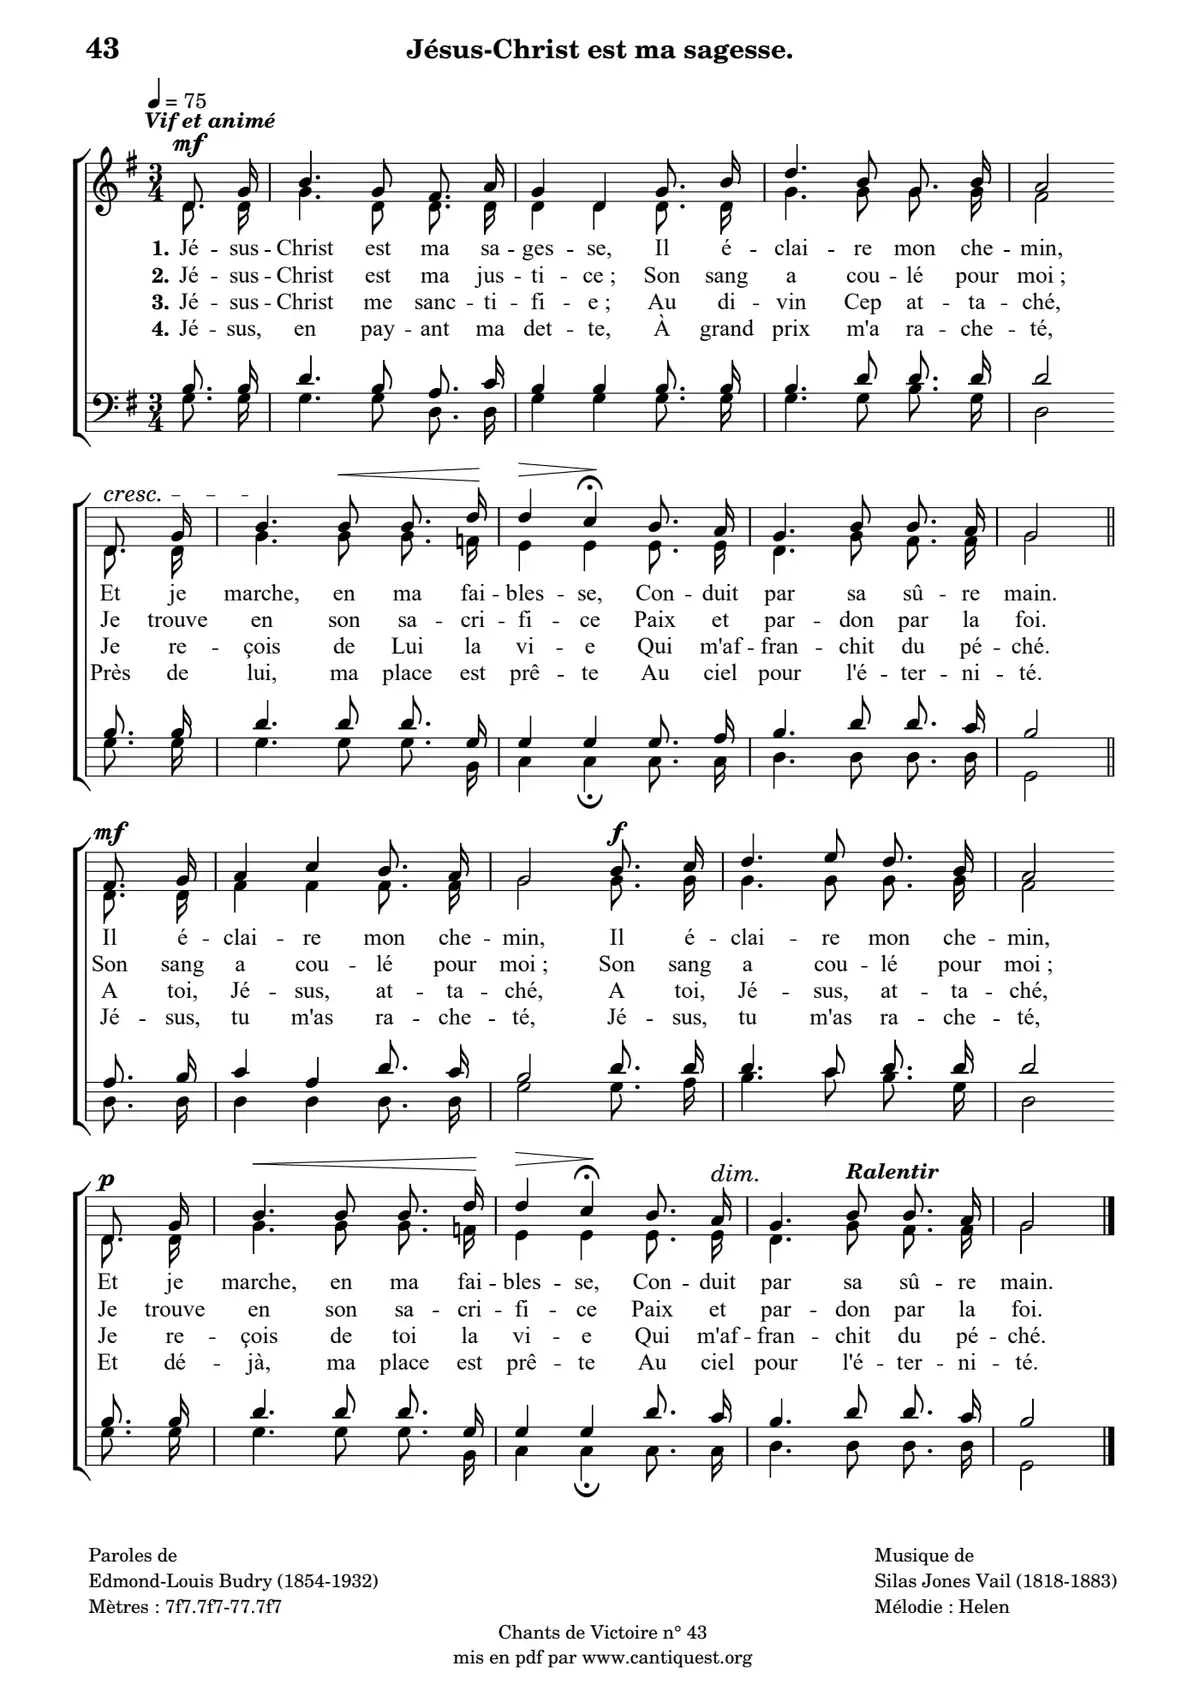 43 Jésus-Christ est ma sagesse.
= 75
Vif et animé
mf
1. Jé - sus - Christ est ma sa - ges - se, Il é - clai - re mon che - min,
2. Jé - sus - Christ est ma jus - ti - ce ; Son sang a cou - lé pour moi ;
3. Jé - sus - Christ me sanc - ti - fi - e ; Au di - vin Cep at - ta - ché,
4. Jé - sus, en pay - ant ma det - te, À grand prix m'a ra - che - té,
cresc.
Et je marche, en ma fai - bles - se, Con - duit par sa sû - re main.
Je trouve en son sa - cri - fi - ce Paix et par - don par la foi.
Je re - çois de Lui la vi - e Qui m'af - fran - chit du pé - ché.
Près de lui, ma place est prê - te Au ciel pour l'é - ter - ni - té.
mf f
Il é - clai - re mon che - min, Il é - clai - re mon che - min,
Son sang a cou - lé pour moi ; Son sang a cou - lé pour moi ;
A toi, Jé - sus, at - ta - ché, A toi, Jé - sus, at - ta - ché,
Jé - sus, tu m'as ra - che - té, Jé - sus, tu m'as ra - che - té,
p dim. Ralentir
Et je marche, en ma fai - bles - se, Con - duit par sa sû - re main.
Je trouve en son sa - cri - fi - ce Paix et par - don par la foi.
Je re - çois de toi la vi - e Qui m'af - fran - chit du pé - ché.
Et dé - jà, ma place est prê - te Au ciel pour l'é - ter - ni - té.
Paroles de
Edmond-Louis Budry (1854-1932)
Mètres : 7f7.7f7-77.7f7
Musique de
Silas Jones Vail (1818-1883)
Mélodie : Helen
Chants de Victoire n° 43
mis en pdf par www.cantiquest.org